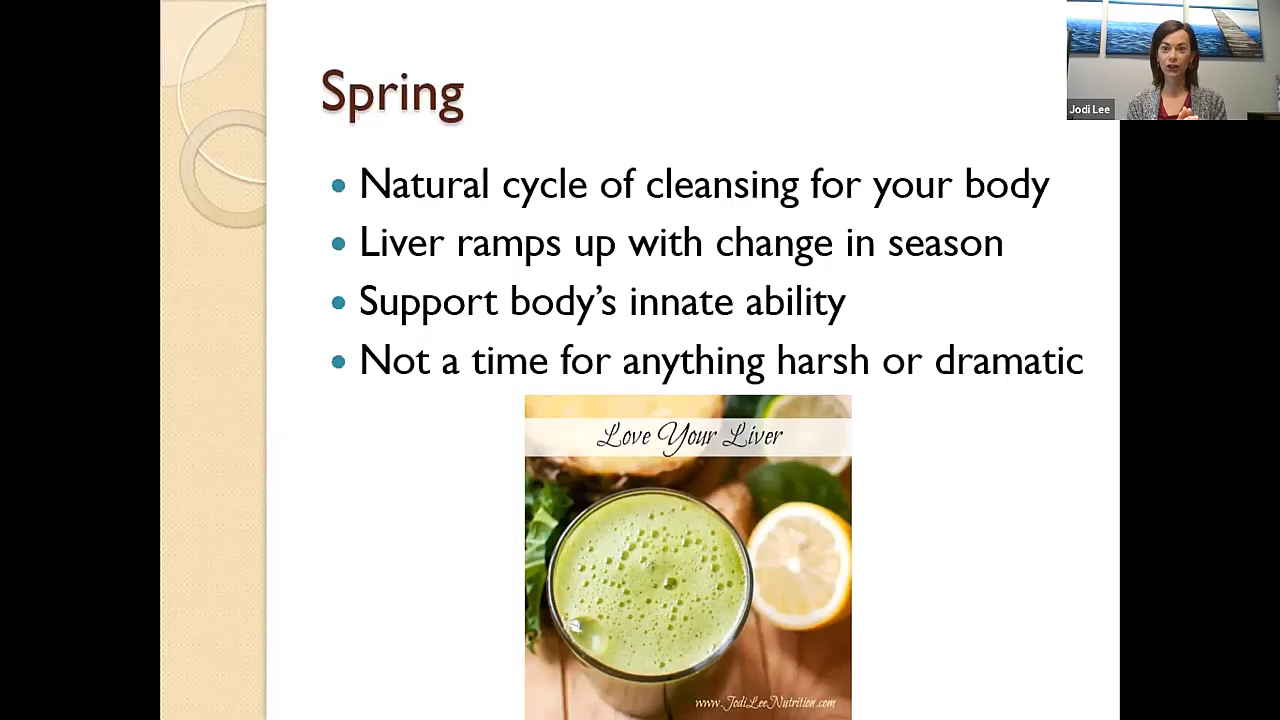 Spring
Jodi Lee
• Natural cycle of cleansing for your body
• Liver ramps up with change in season
• Support body’s innate ability
• Not a time for anything harsh or dramatic
Love Your Liver
www.JodiLeeNutrition.com